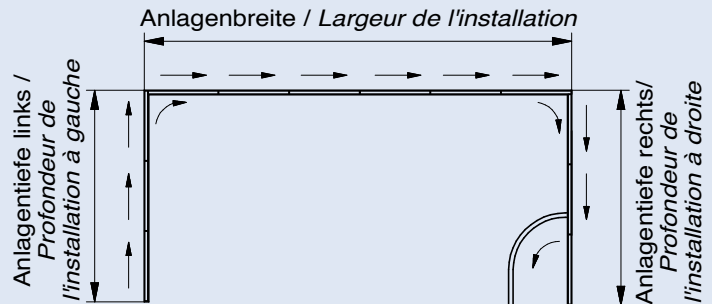 Anlagenbreite / Largeur de l'installation
Anlagentiefe links /
Profondeur de
l'installation à gauche
Anlagentiefe rechts/
Profondeur de
l'installation à droite